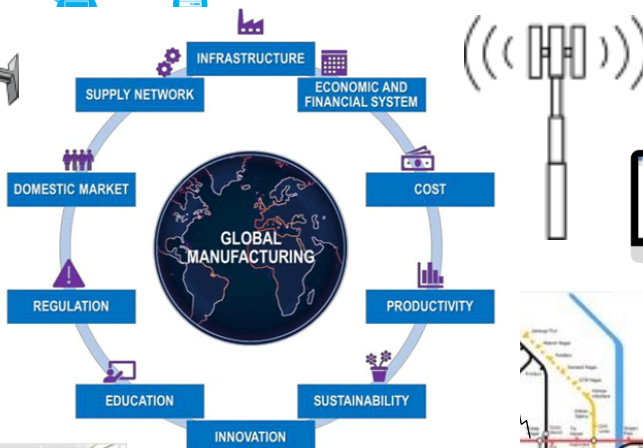 INFRASTRUCTURE
SUPPLY NETWORK
ECONOMIC AND
FINANCIAL SYSTEM
DOMESTIC MARKET
COST
GLOBAL
MANUFACTURING
REGULATION
PRODUCTIVITY
EDUCATION
SUSTAINABILITY
INNOVATION